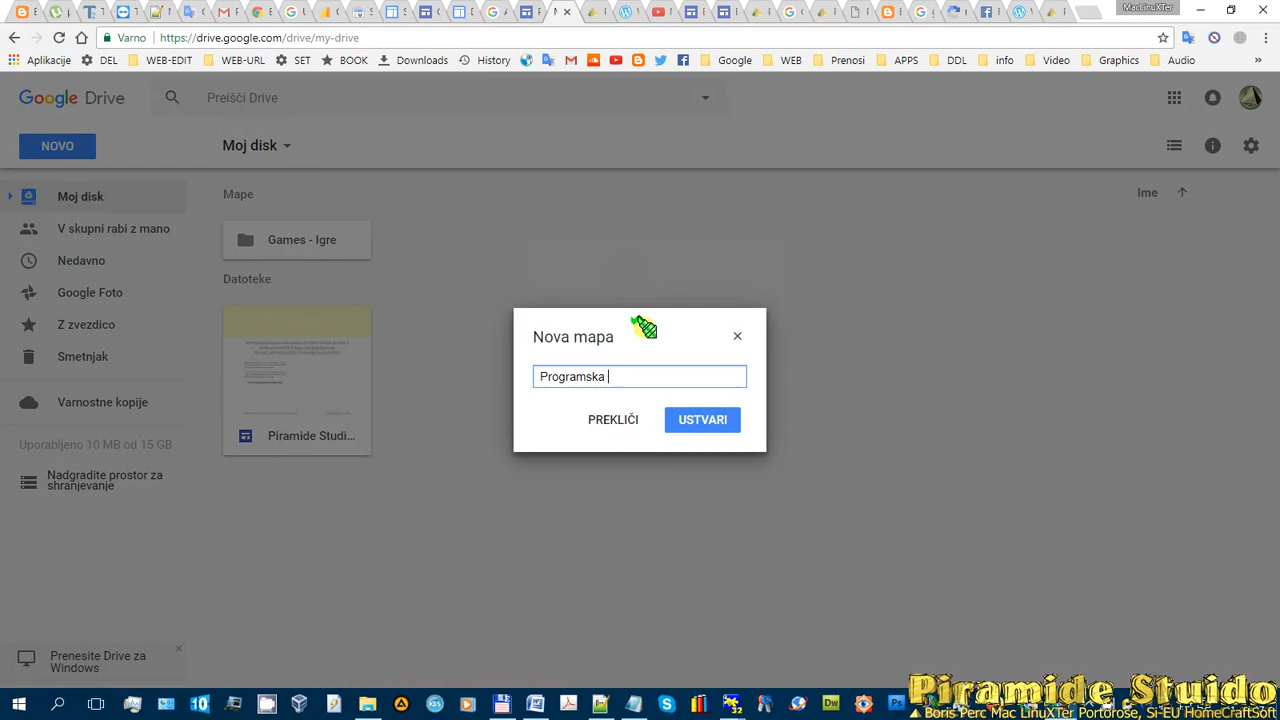 MacLinuXTer
Varno
https://drive.google.com/drive/my-drive
Aplikacije
DEL
WEB-EDIT
WEB-URL
SET
BOOK
Downloads
History
Google
WEB
Prenosi
APPS
DDL
info
Video
Graphics
Audio
»
Google Drive
Preišči Drive
NOVO
Moj disk
Moj disk
Mape
Ime
V skupni rabi z mano
Games - Igre
Nedavno
Datoteke
Google Foto
Z zvezdico
Nova mapa
Smetnjak
Programska
Varnostne kopije
PREKLIČI
USTVARI
Piramide Studi...
Uporabljeno 10 MB od 15 GB
Nadgradite prostor za
shranjevanje
Prenesite Drive za
Windows
Piramide Stuido
▲ Boris Perc Mac LinuXTer Portorose, Si-EU HomeCraftSoft